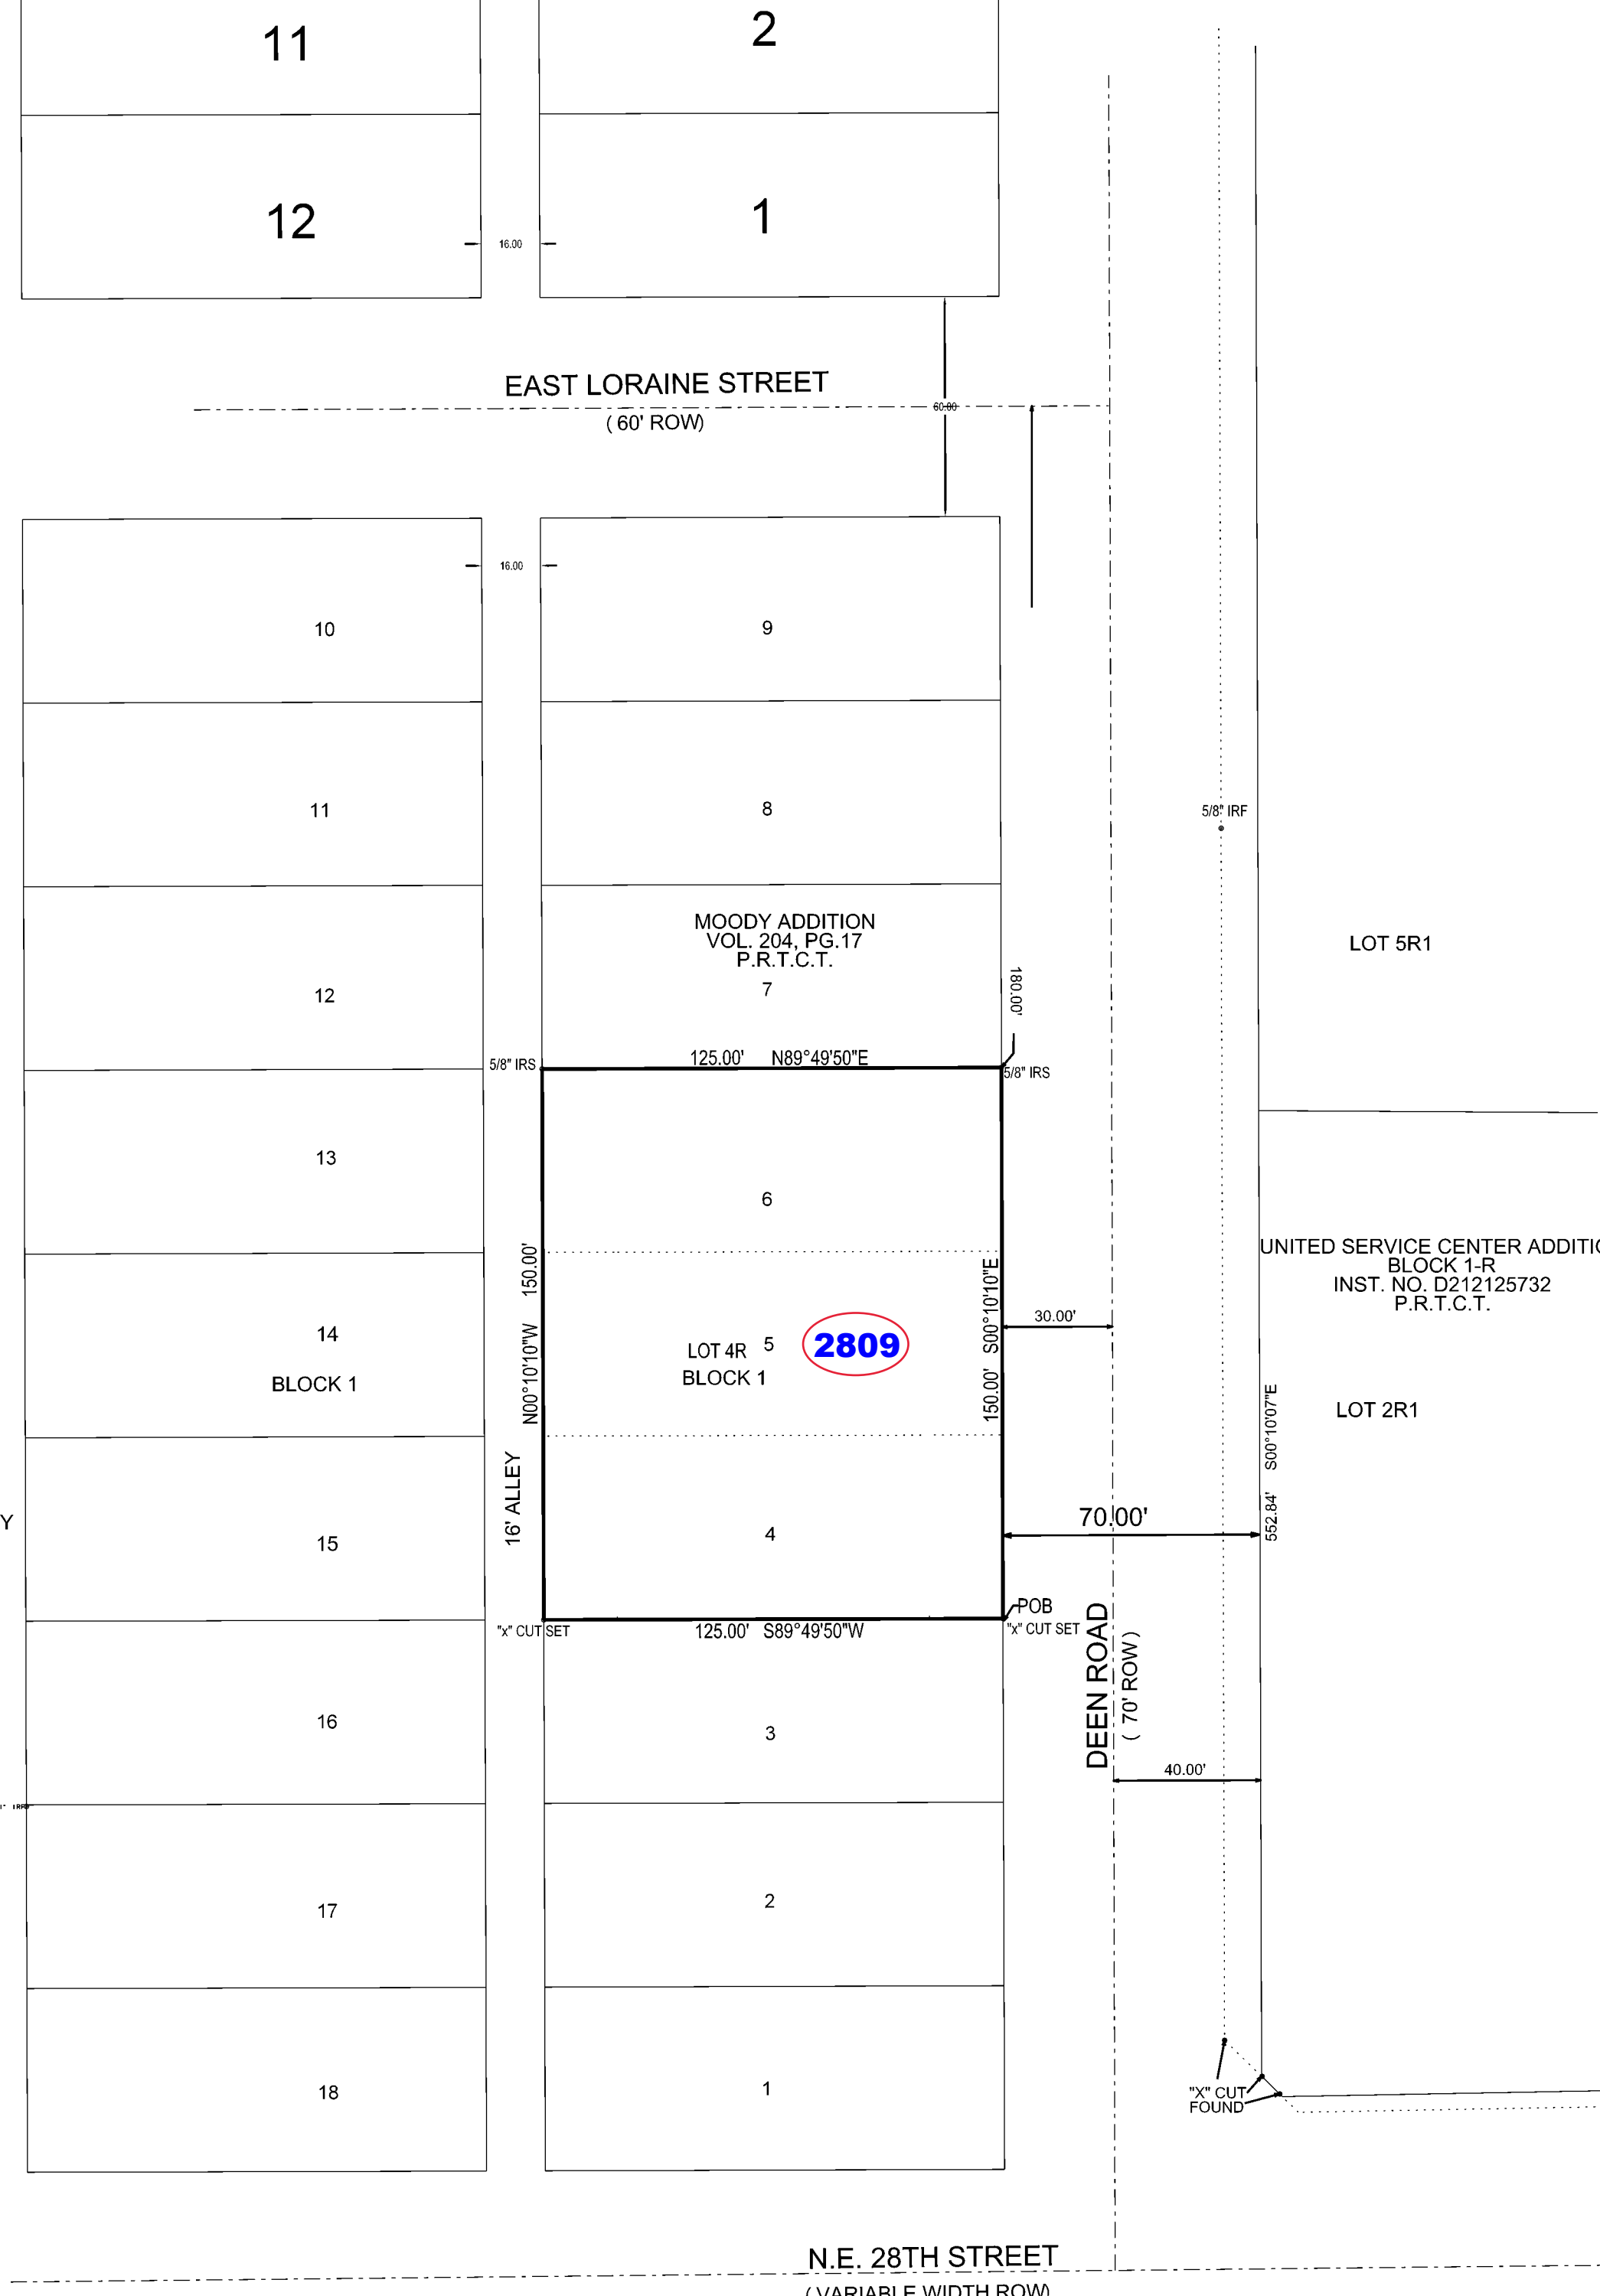 11
2
12
1
16.00
EAST LORAINE STREET
60.00
( 60' ROW)
16.00
10
9
11
8
5/8" IRF
MOODY ADDITION
VOL. 204, PG.17
P.R.T.C.T.
7
12
180.00'
LOT 5R1
5/8" IRS
125.00' N89°49'50"E
5/8" IRS
13
6
N00°10'10"W 150.00'
150.00' S00°10'10"E
UNITED SERVICE CENTER ADDITIO
BLOCK 1-R
INST. NO. D212125732
P.R.T.C.T.
30.00'
14
LOT 4R 5
2809
BLOCK 1
BLOCK 1
552.84' S00°10'07"E
LOT 2R1
16' ALLEY
70.00'
Y
15
4
POB
"x" CUT SET
125.00' S89°49'50"W
"x" CUT SET
DEEN ROAD
( 70' ROW )
16
3
40.00'
17
2
18
1
"X" CUT
FOUND
N.E. 28TH STREET
( VARIABLE WIDTH ROW)